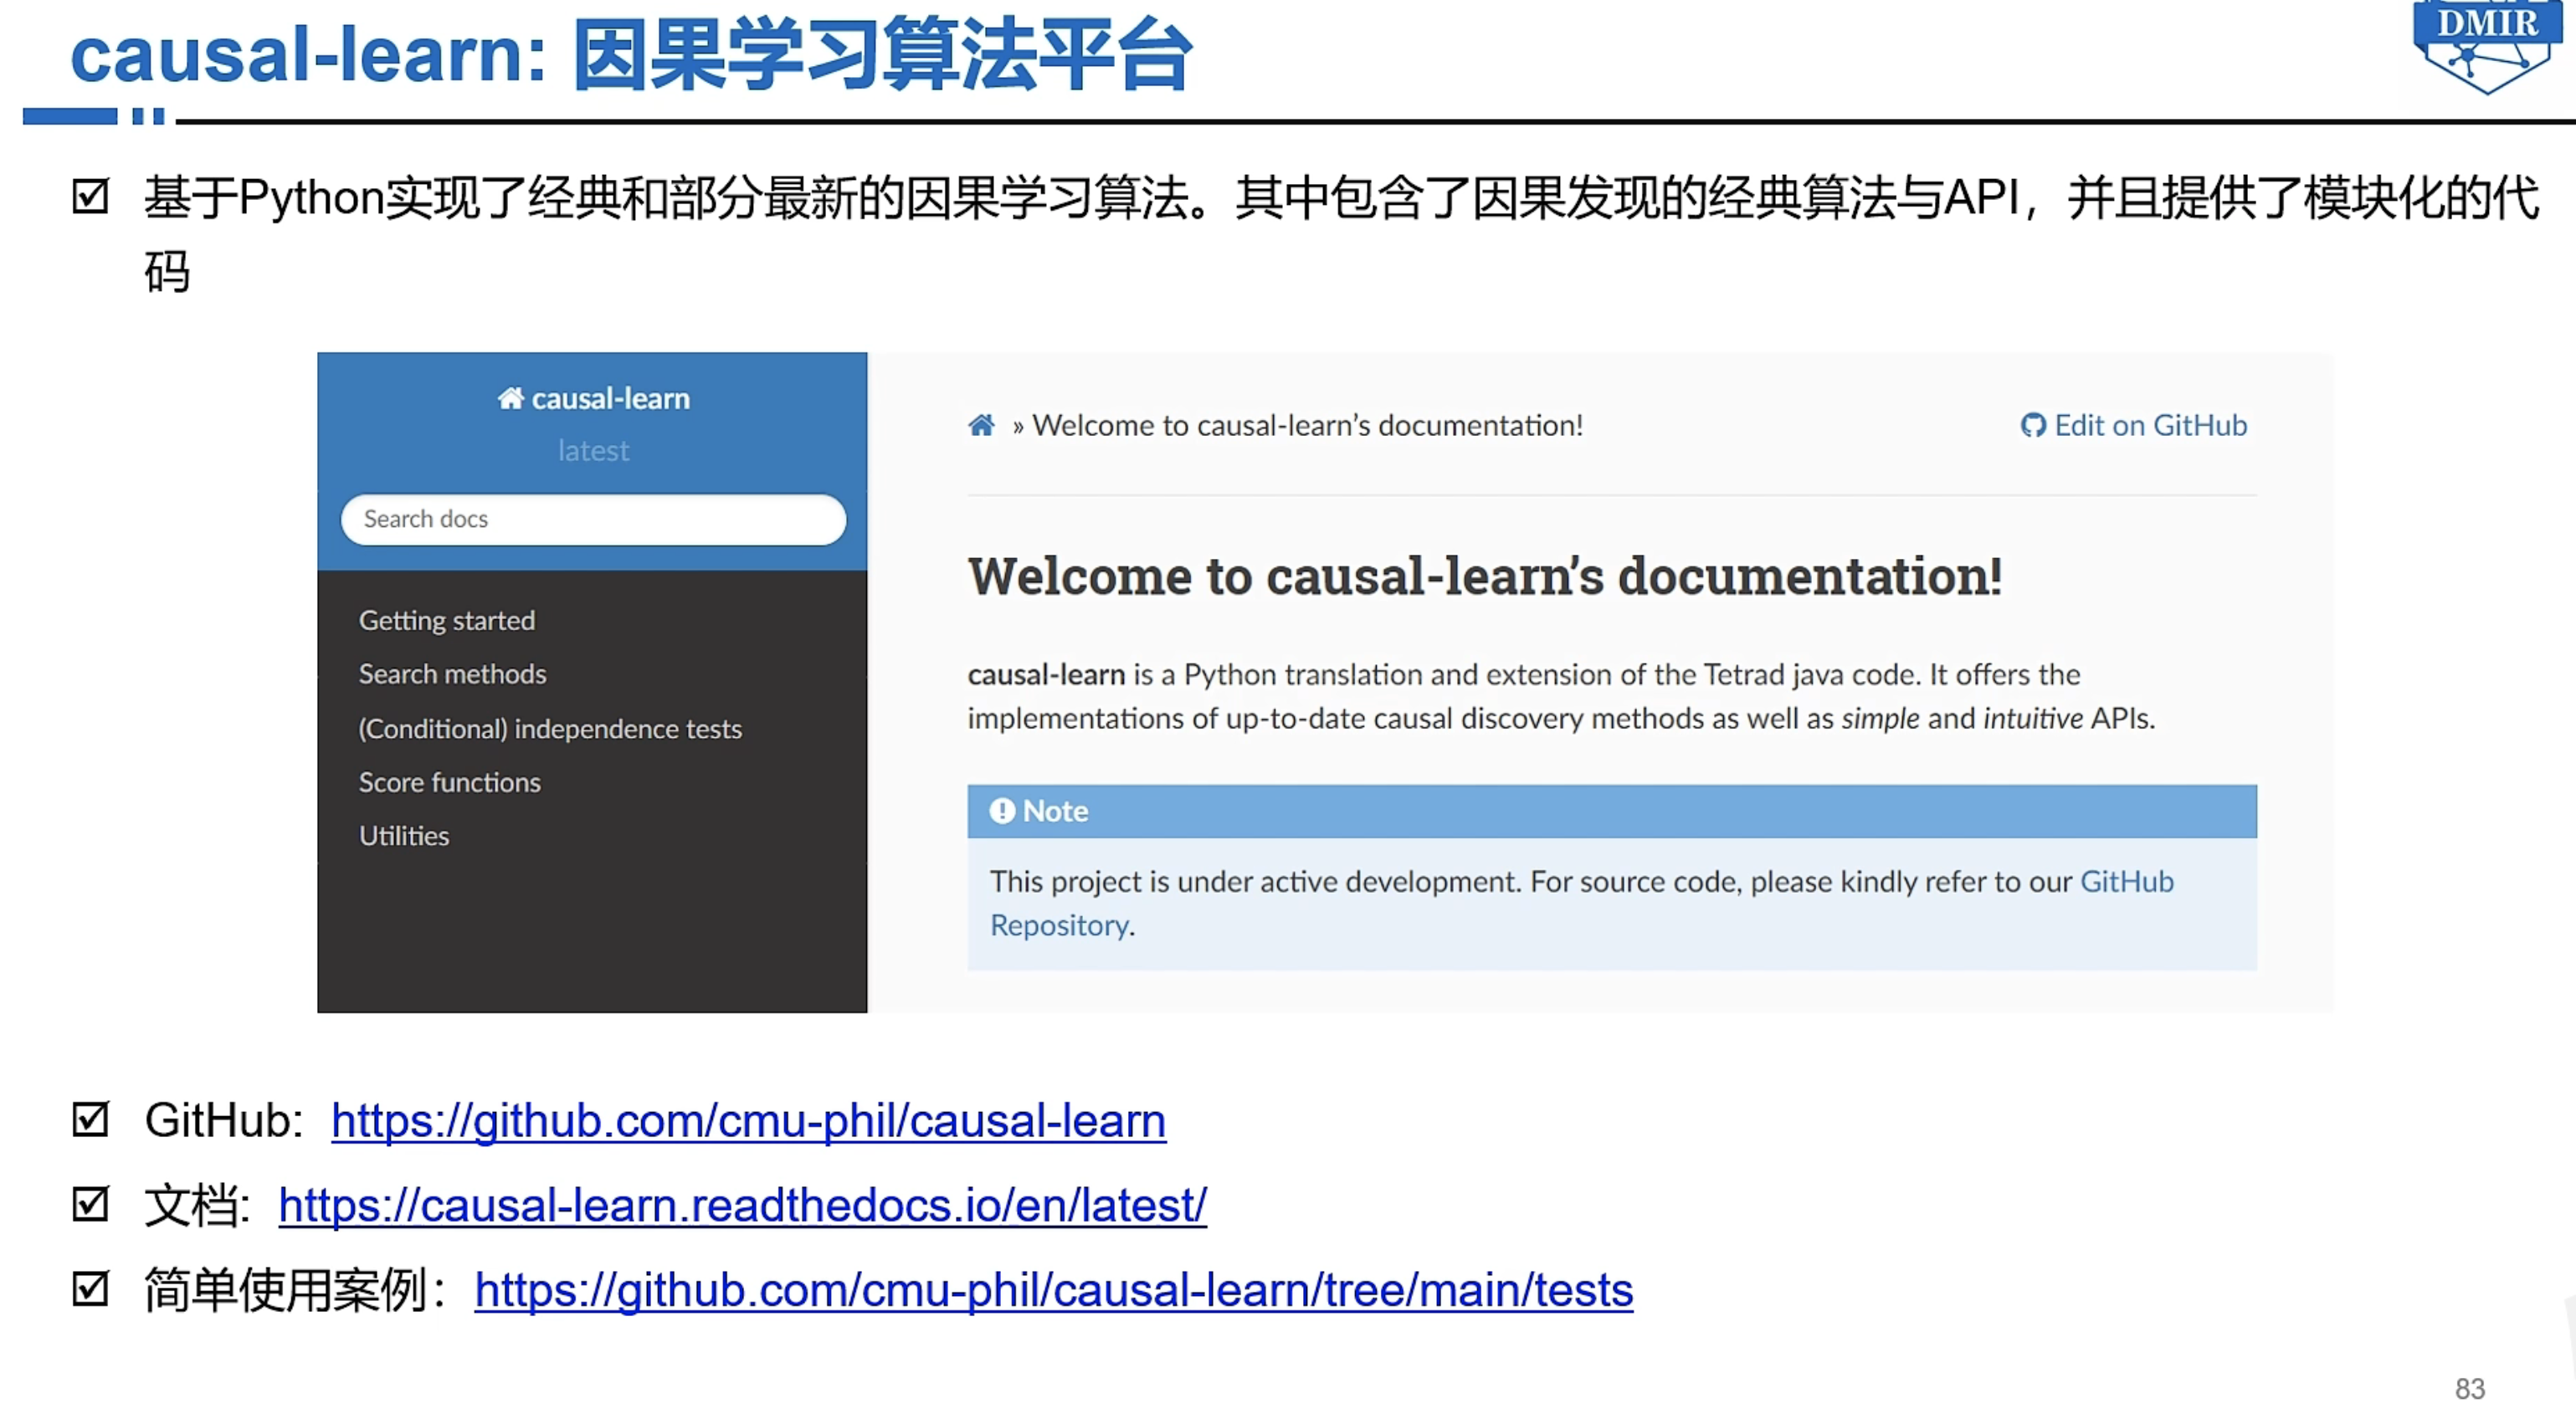 causal-learn: 因果学习算法平台
DMIR
基于Python实现了经典和部分最新的因果学习算法。其中包含了因果发现的经典算法与API，并且提供了模块化的代
码
causal-learn
latest
Search docs
Getting started
Search methods
(Conditional) independence tests
Score functions
Utilities
» Welcome to causal-learn’s documentation!
Edit on GitHub
Welcome to causal-learn’s documentation!
causal-learn is a Python translation and extension of the Tetrad java code. It offers the
implementations of up-to-date causal discovery methods as well as simple and intuitive APIs.
Note
This project is under active development. For source code, please kindly refer to our GitHub
Repository.
GitHub: https://github.com/cmu-phil/causal-learn
文档: https://causal-learn.readthedocs.io/en/latest/
简单使用案例：https://github.com/cmu-phil/causal-learn/tree/main/tests
83